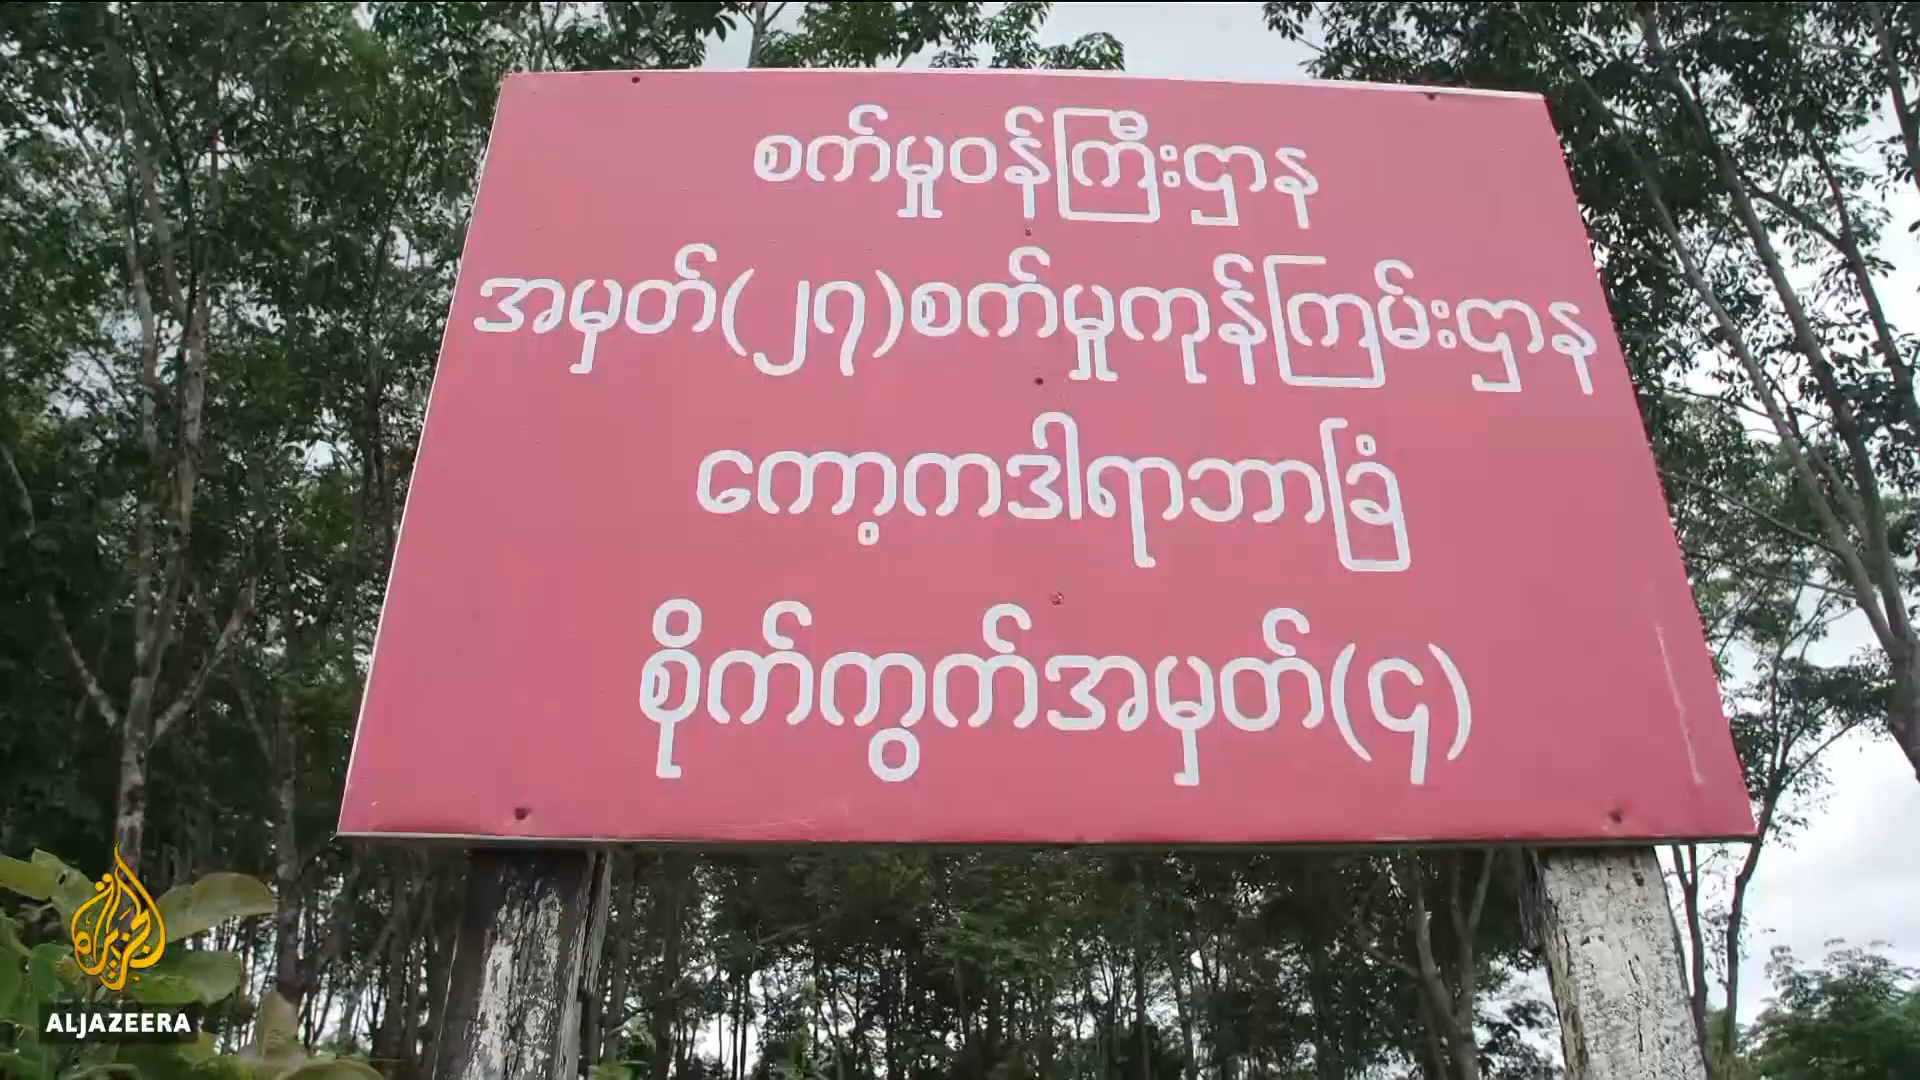 စက်မှုဝန်ကြီးဌာန
အမှတ်(၂၇)စက်မှုကုန်ကြမ်းဌာန
ကော့ကဒါရာဘာခြံ
စိုက်ကွက်အမှတ်(၄)
الجزيرة
ALJAZEERA